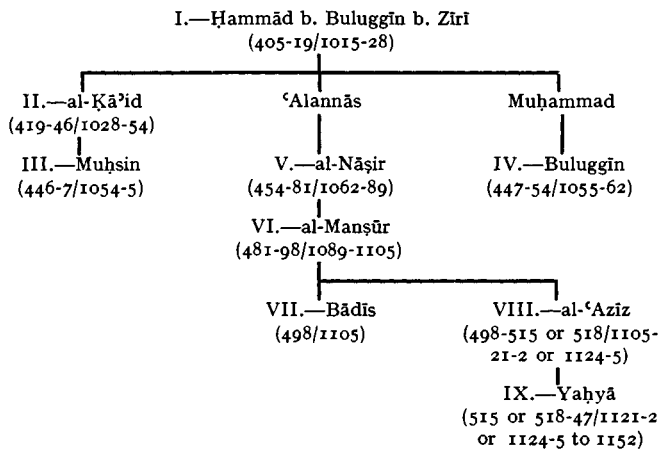 I.—Ḥammād b. Buluggīn b. Zīrī
(405-19/1015-28)
II.—al-Ḳāʾid
ʿAlannās
Muḥammad
(419-46/1028-54)
III.—Muḥsin
V.—al-Nāṣir
IV.—Buluggīn
(446-7/1054-5)
(454-81/1062-89)
(447-54/1055-62)
VI.—al-Manṣūr
(481-98/1089-1105)
VII.—Bādīs
VIII.—al-ʿAzīz
(498/1105)
(498-515 or 518/1105-
21-2 or 1124-5)
IX.—Yaḥyā
(515 or 518-47/1121-2
or 1124-5 to 1152)